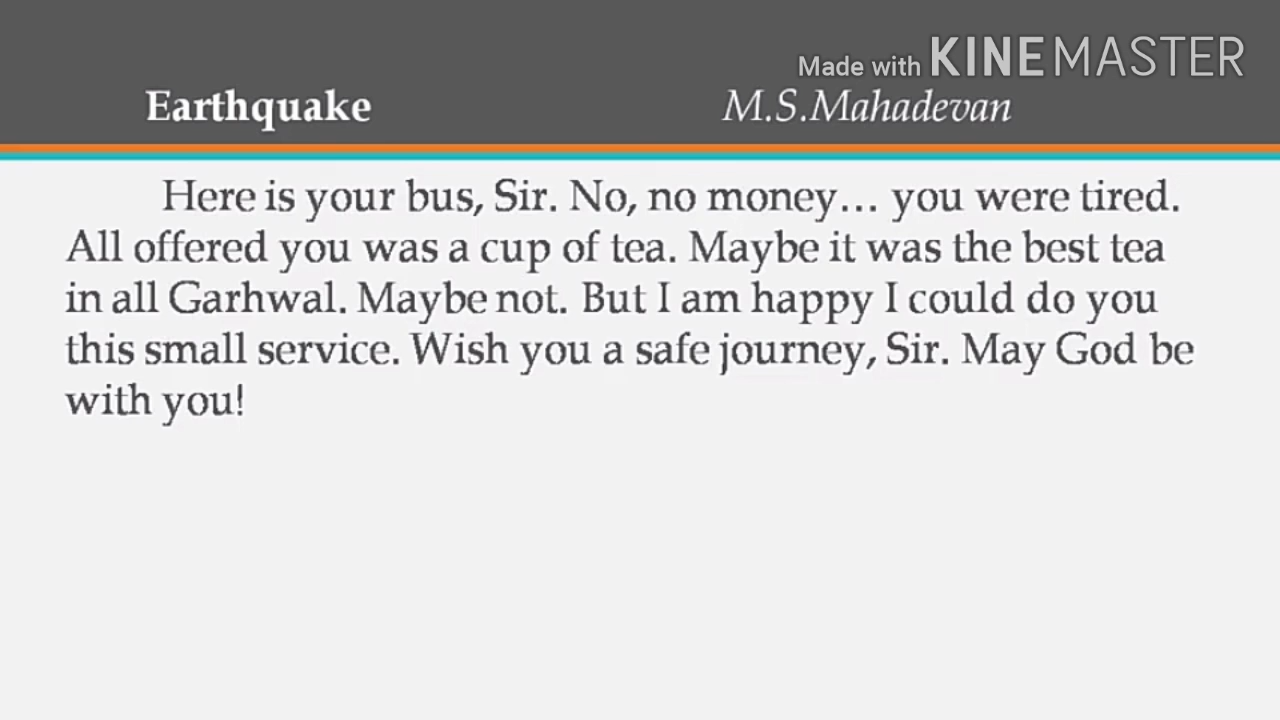 Made with KINEMASTER
Earthquake M.S.Mahadevan
Here is your bus, Sir. No, no money... you were tired.
All offered you was a cup of tea. Maybe it was the best tea
in all Garhwal. Maybe not. But I am happy I could do you
this small service. Wish you a safe journey, Sir. May God be
with you!